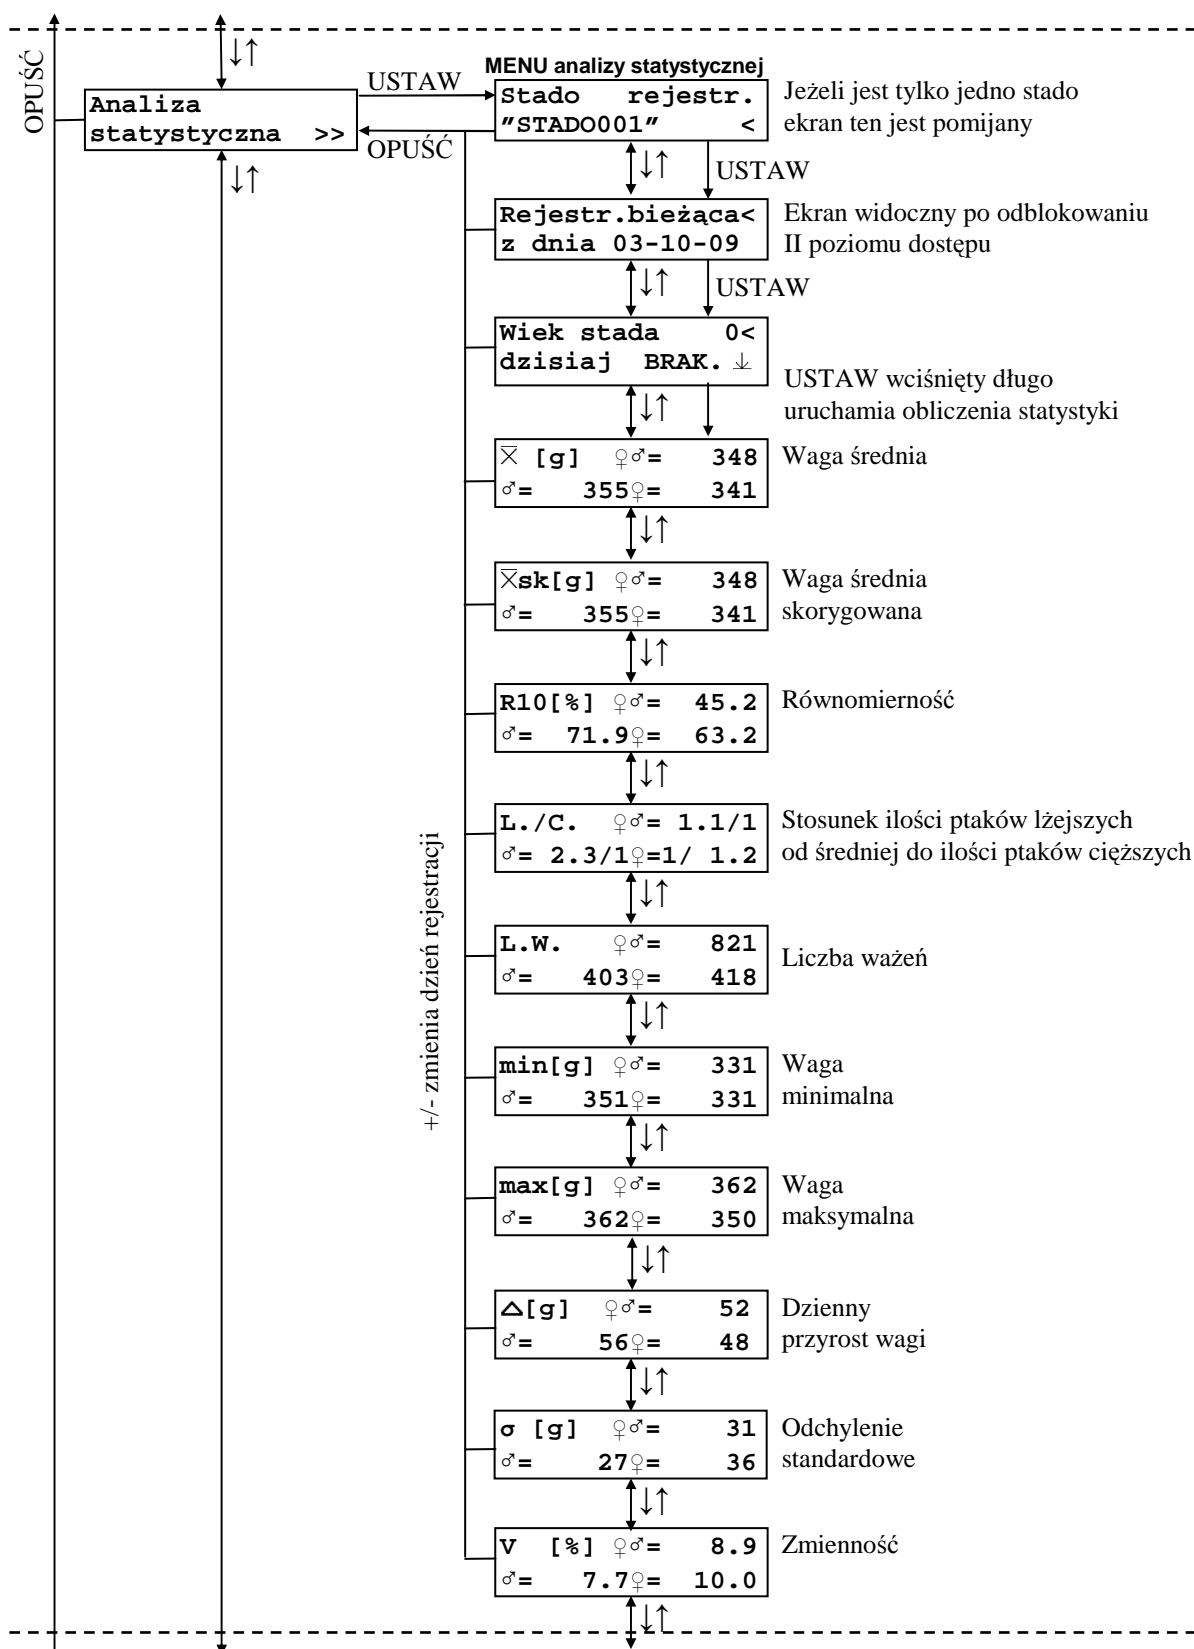 OPUŚĆ
↓↑
USTAW
MENU analizy statystycznej
Analiza
statystyczna >>
OPUŚĆ
Stado rejestr.
"STADO001" <
Jeżeli jest tylko jedno stado
ekran ten jest pomijany
↓↑
↓↑ USTAW
Rejestr.bieżąca<
z dnia 03-10-09
Ekran widoczny po odblokowaniu
II poziomu dostępu
↓↑ USTAW
Wiek stada 0<
dzisiaj BRAK. ↓
USTAW wciśnięty długo
uruchamia obliczenia statystyki
↓↑
X̅ [g] ♀♂= 348
♂= 355♀= 341
Waga średnia
↓↑
X̅sk[g] ♀♂= 348
♂= 355♀= 341
Waga średnia
skorygowana
↓↑
R10[%] ♀♂= 45.2
♂= 71.9♀= 63.2
Równomierność
↓↑
L./C. ♀♂= 1.1/1
♂= 2.3/1♀=1/ 1.2
Stosunek ilości ptaków lżejszych
od średniej do ilości ptaków cięższych
↓↑
L.W. ♀♂= 821
♂= 403♀= 418
Liczba ważeń
↓↑
+/- zmienia dzień rejestracji
min[g] ♀♂= 331
♂= 351♀= 331
Waga
minimalna
↓↑
max[g] ♀♂= 362
♂= 362♀= 350
Waga
maksymalna
↓↑
△[g] ♀♂= 52
♂= 56♀= 48
Dzienny
przyrost wagi
↓↑
σ [g] ♀♂= 31
♂= 27♀= 36
Odchylenie
standardowe
↓↑
V [%] ♀♂= 8.9
♂= 7.7♀= 10.0
Zmienność
↓↑